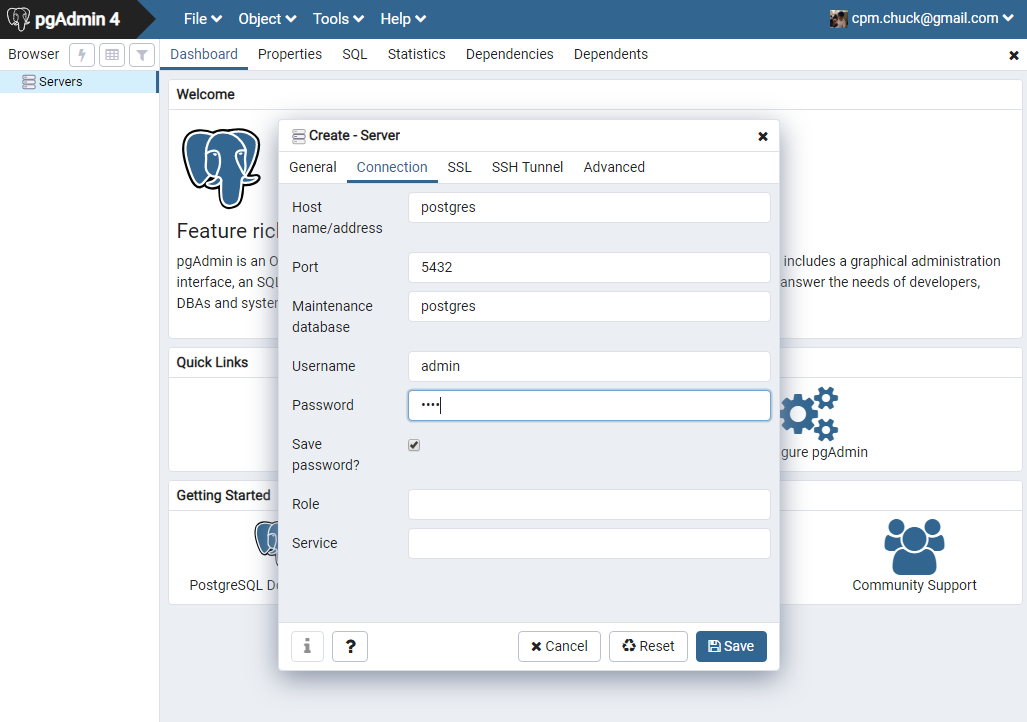 pgAdmin 4 File Object Tools Help cpm.chuck@gmail.com
Browser Dashboard Properties SQL Statistics Dependencies Dependents
Servers
Welcome
Feature ric
pgAdmin is an O
includes a graphical administration
interface, an SQL
answer the needs of developers,
DBAs and system
Quick Links
gure pgAdmin
Getting Started
PostgreSQL Do
Community Support
Create - Server
General Connection SSL SSH Tunnel Advanced
Host
name/address
postgres
Port 5432
Maintenance
database
postgres
Username admin
Password ••••
Save
password?
Role
Service
i ? Cancel Reset Save